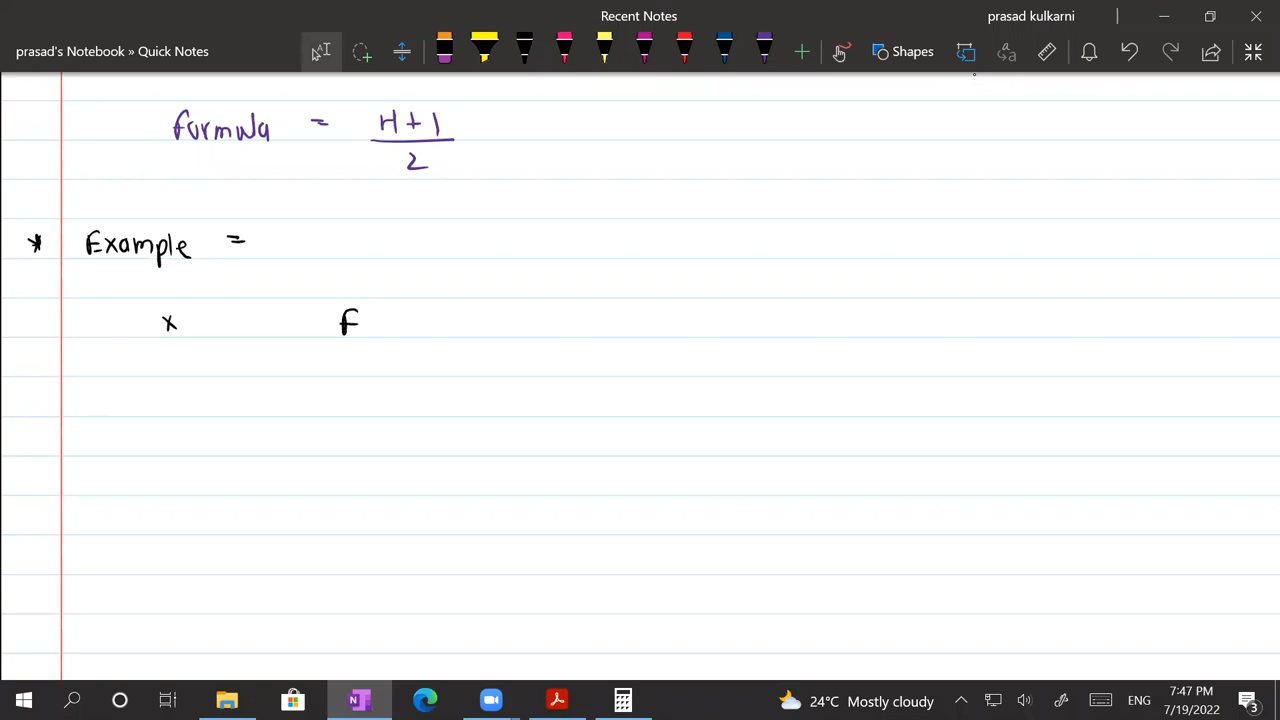 Recent Notes
prasad kulkarni
prasad's Notebook » Quick Notes
Shapes
formula = N+1
2
* Example =
x F
24°C Mostly cloudy
ENG
7:47 PM
7/19/2022
3